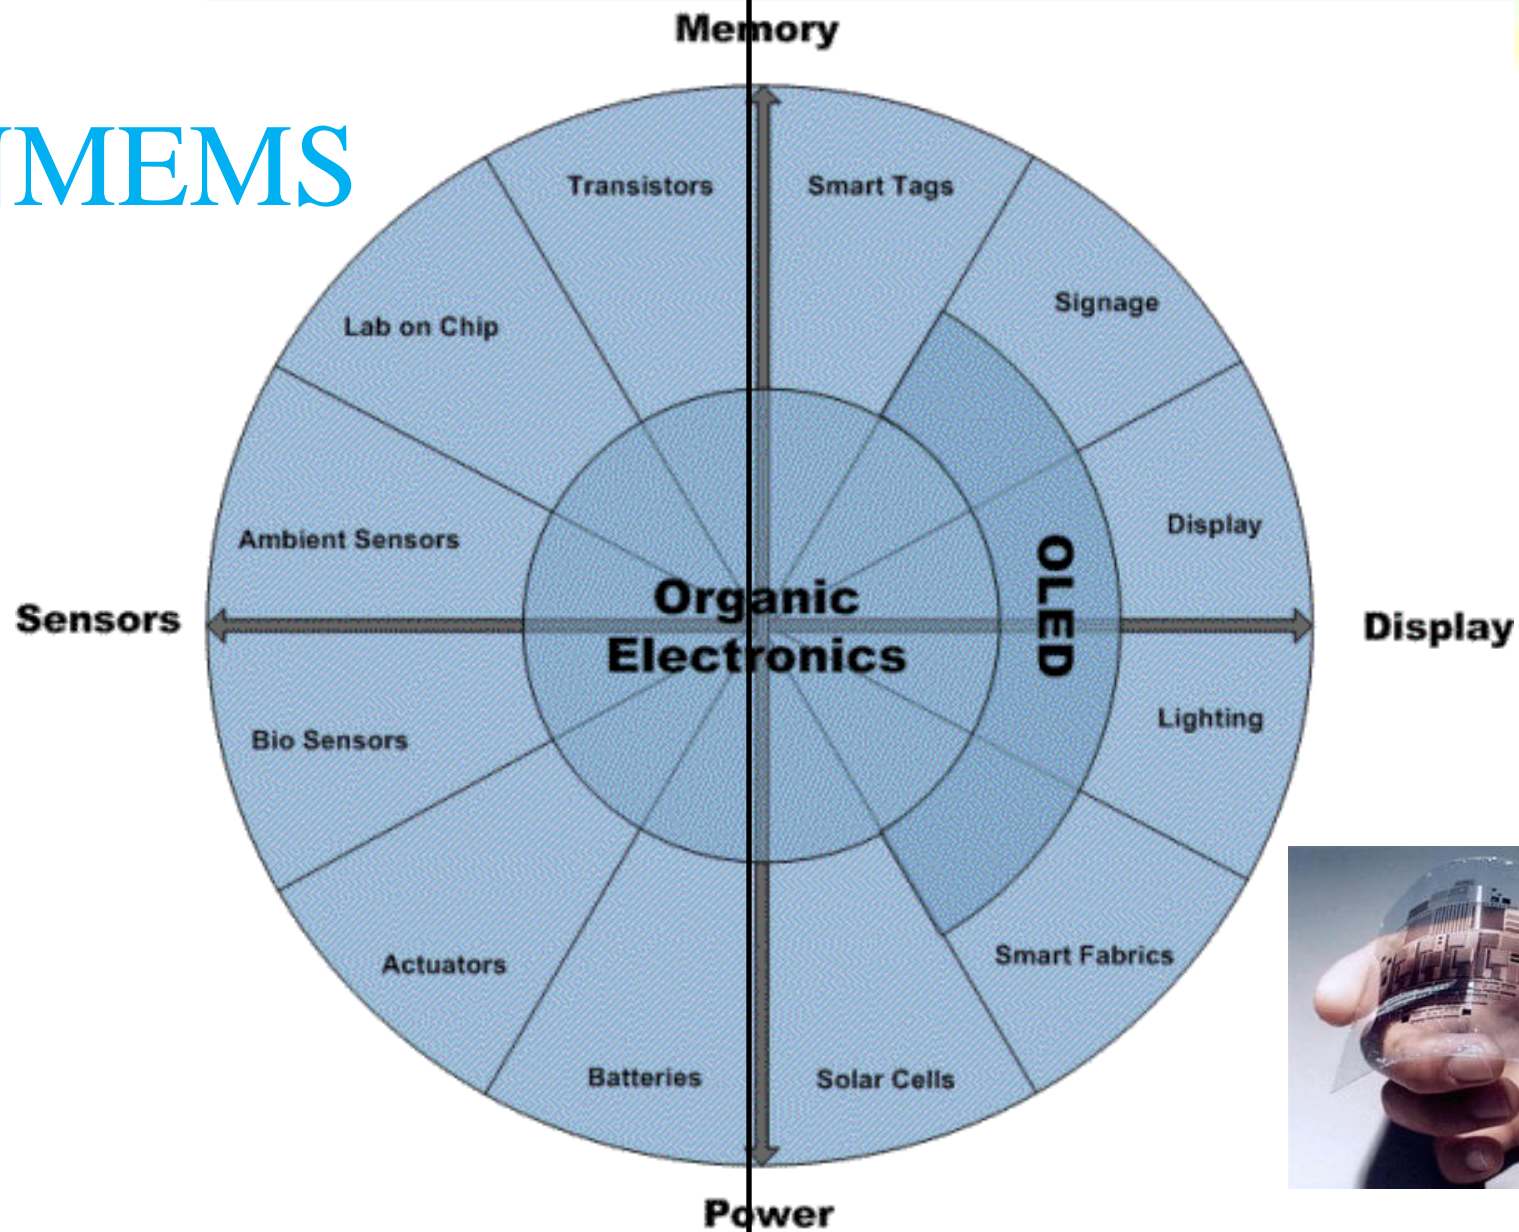 Memory
NMEMS
Transistors
Smart Tags
Signage
Lab on Chip
Display
Ambient Sensors
OLED
Organic
Electronics
Sensors
Display
Lighting
Bio Sensors
Smart Fabrics
Actuators
Batteries
Solar Cells
Power